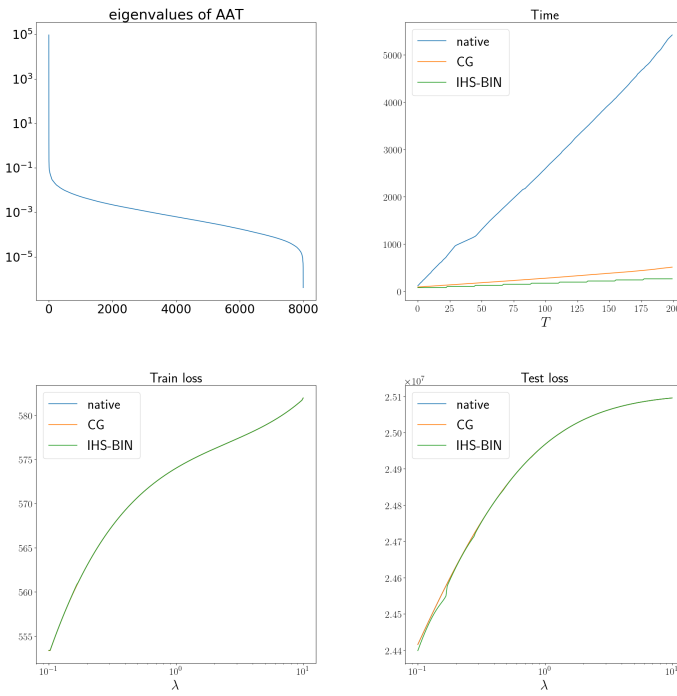 eigenvalues of AAT
10^5
10^3
10^1
10^-1
10^-3
10^-5
0 2000 4000 6000 8000
Time
native
CG
IHS-BIN
5000
4000
3000
2000
1000
0
0 25 50 75 100 125 150 175 200
T
Train loss
native
CG
IHS-BIN
580
575
570
565
560
555
10^-1 10^0 10^1
λ
Test loss
×10^7
native
CG
IHS-BIN
2.51
2.50
2.49
2.48
2.47
2.46
2.45
2.44
10^-1 10^0 10^1
λ